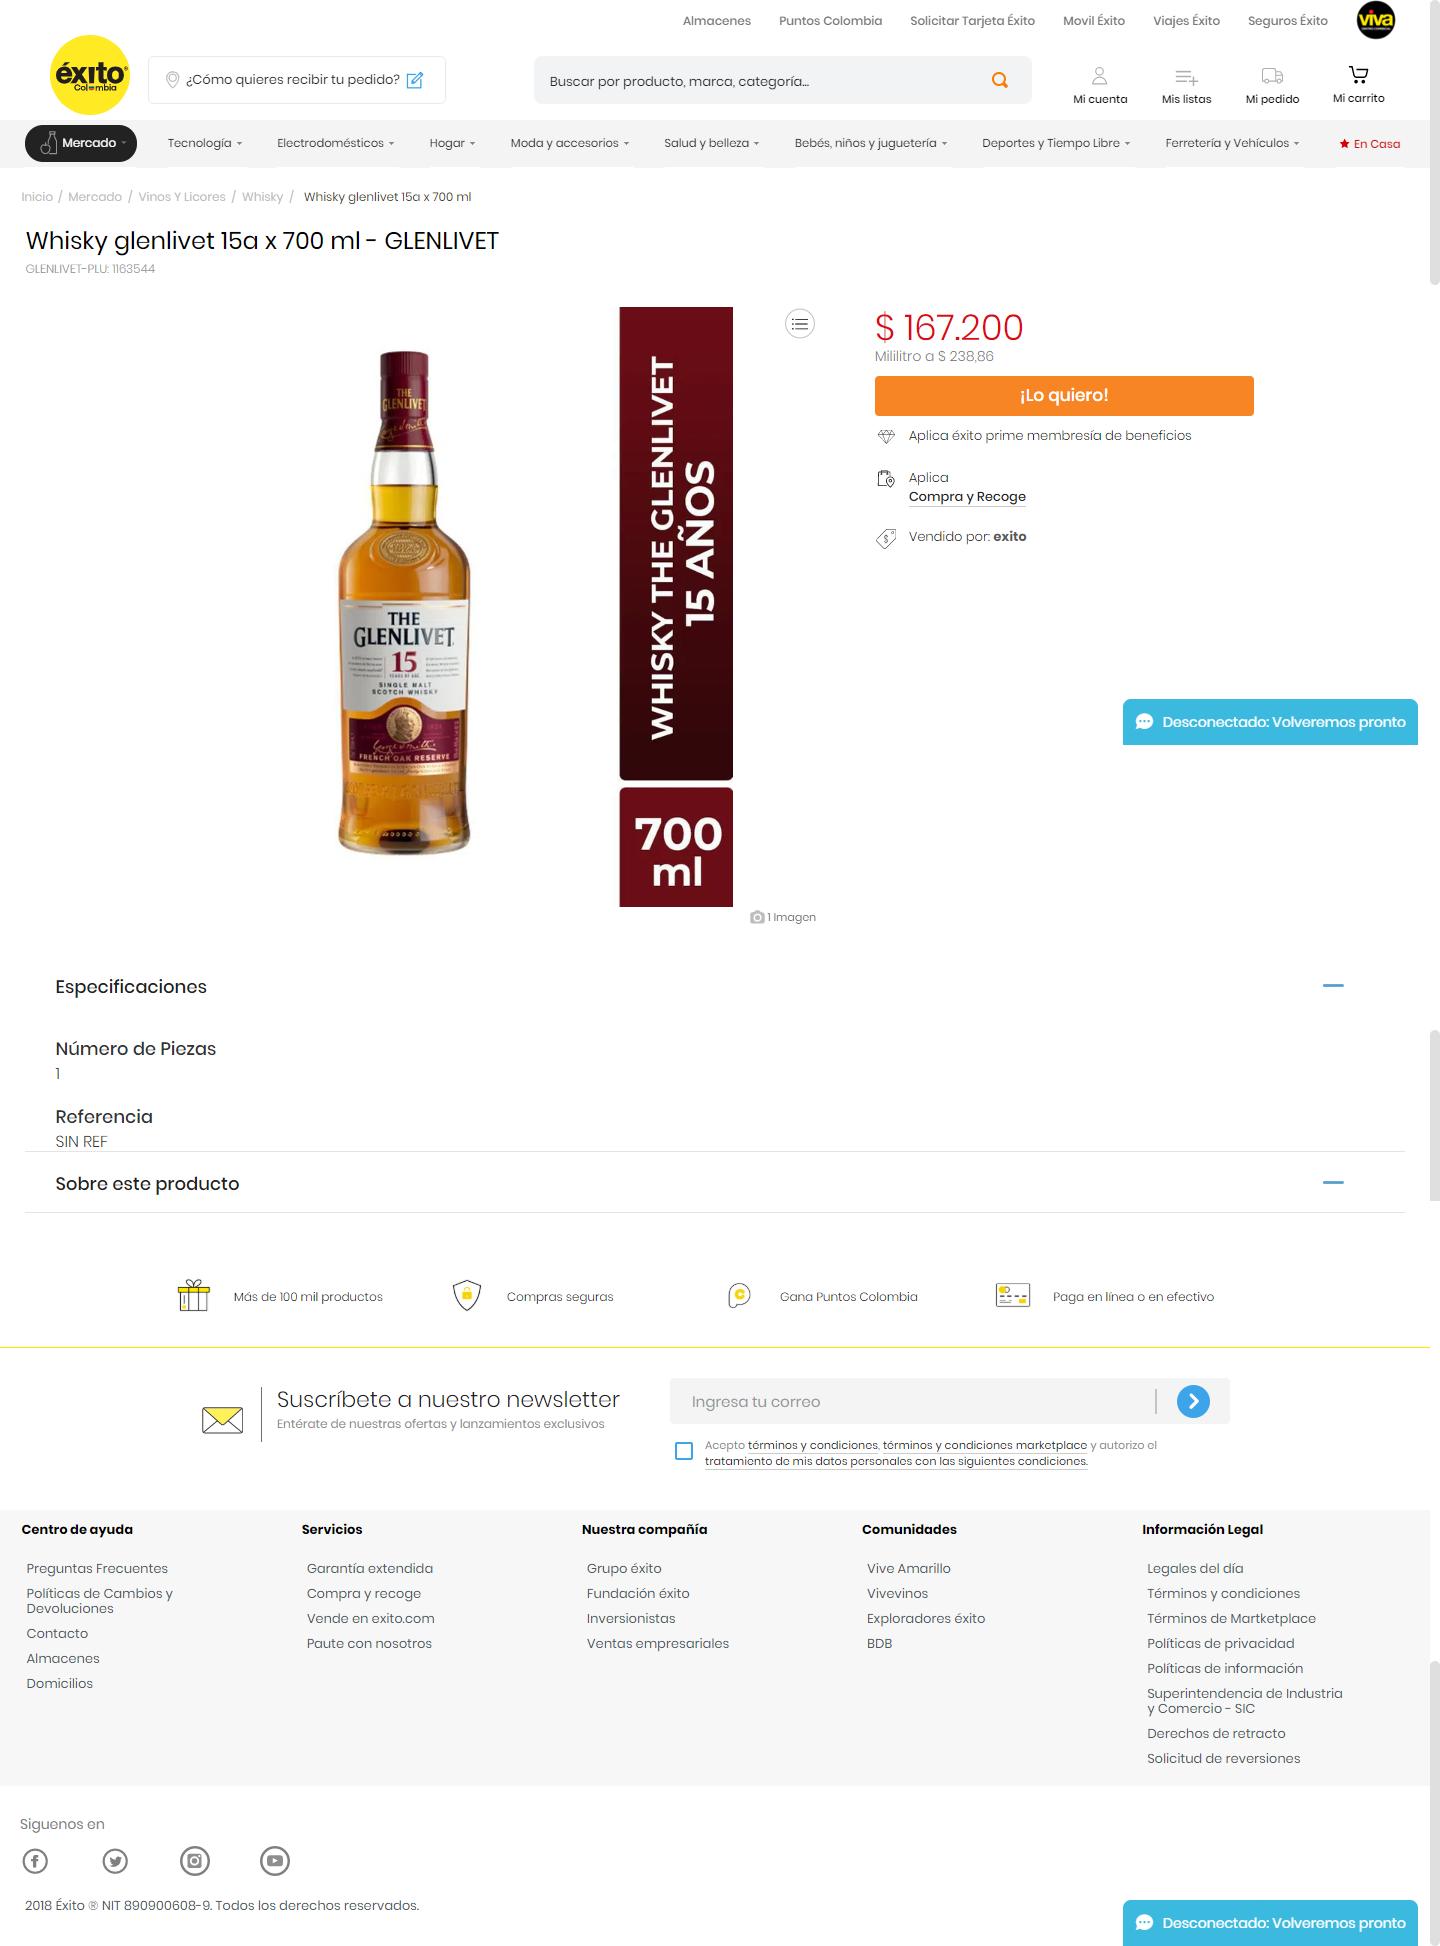 Almacenes Puntos Colombia Solicitar Tarjeta Éxito Movil Éxito Viajes Éxito Seguros Éxito viva
éxito
Colombia
¿Cómo quieres recibir tu pedido?
Buscar por producto, marca, categoría...
Mi cuenta Mis listas Mi pedido Mi carrito
Mercado Tecnología Electrodomésticos Hogar Moda y accesorios Salud y belleza Bebés, niños y juguetería Deportes y Tiempo Libre Ferretería y Vehículos En Casa
Inicio / Mercado / Vinos Y Licores / Whisky / Whisky glenlivet 15a x 700 ml
Whisky glenlivet 15a x 700 ml - GLENLIVET
GLENLIVET-PLU: 1163544
THE
GLENLIVET
THE
GLENLIVET
15
YEARS OF AGE
SINGLE MALT
SCOTCH WHISKY
FRENCH OAK RESERVE
WHISKY THE GLENLIVET
15 AÑOS
700
ml
1 Imagen
$ 167.200
Mililitro a $ 238,86
¡Lo quiero!
Aplica éxito prime membresía de beneficios
Aplica
Compra y Recoge
Vendido por: exito
Desconectado: Volveremos pronto
Especificaciones
Número de Piezas
1
Referencia
SIN REF
Sobre este producto
Más de 100 mil productos Compras seguras Gana Puntos Colombia Paga en línea o en efectivo
Suscríbete a nuestro newsletter
Entérate de nuestras ofertas y lanzamientos exclusivos
Ingresa tu correo
Acepto términos y condiciones, términos y condiciones marketplace y autorizo el
tratamiento de mis datos personales con las siguientes condiciones.
Centro de ayuda
Preguntas Frecuentes
Políticas de Cambios y
Devoluciones
Contacto
Almacenes
Domicilios
Servicios
Garantía extendida
Compra y recoge
Vende en exito.com
Paute con nosotros
Nuestra compañía
Grupo éxito
Fundación éxito
Inversionistas
Ventas empresariales
Comunidades
Vive Amarillo
Vivevinos
Exploradores éxito
BDB
Información Legal
Legales del día
Términos y condiciones
Términos de Martketplace
Políticas de privacidad
Políticas de información
Superintendencia de Industria
y Comercio - SIC
Derechos de retracto
Solicitud de reversiones
Siguenos en
2018 Éxito ® NIT 890900608-9. Todos los derechos reservados.
Desconectado: Volveremos pronto